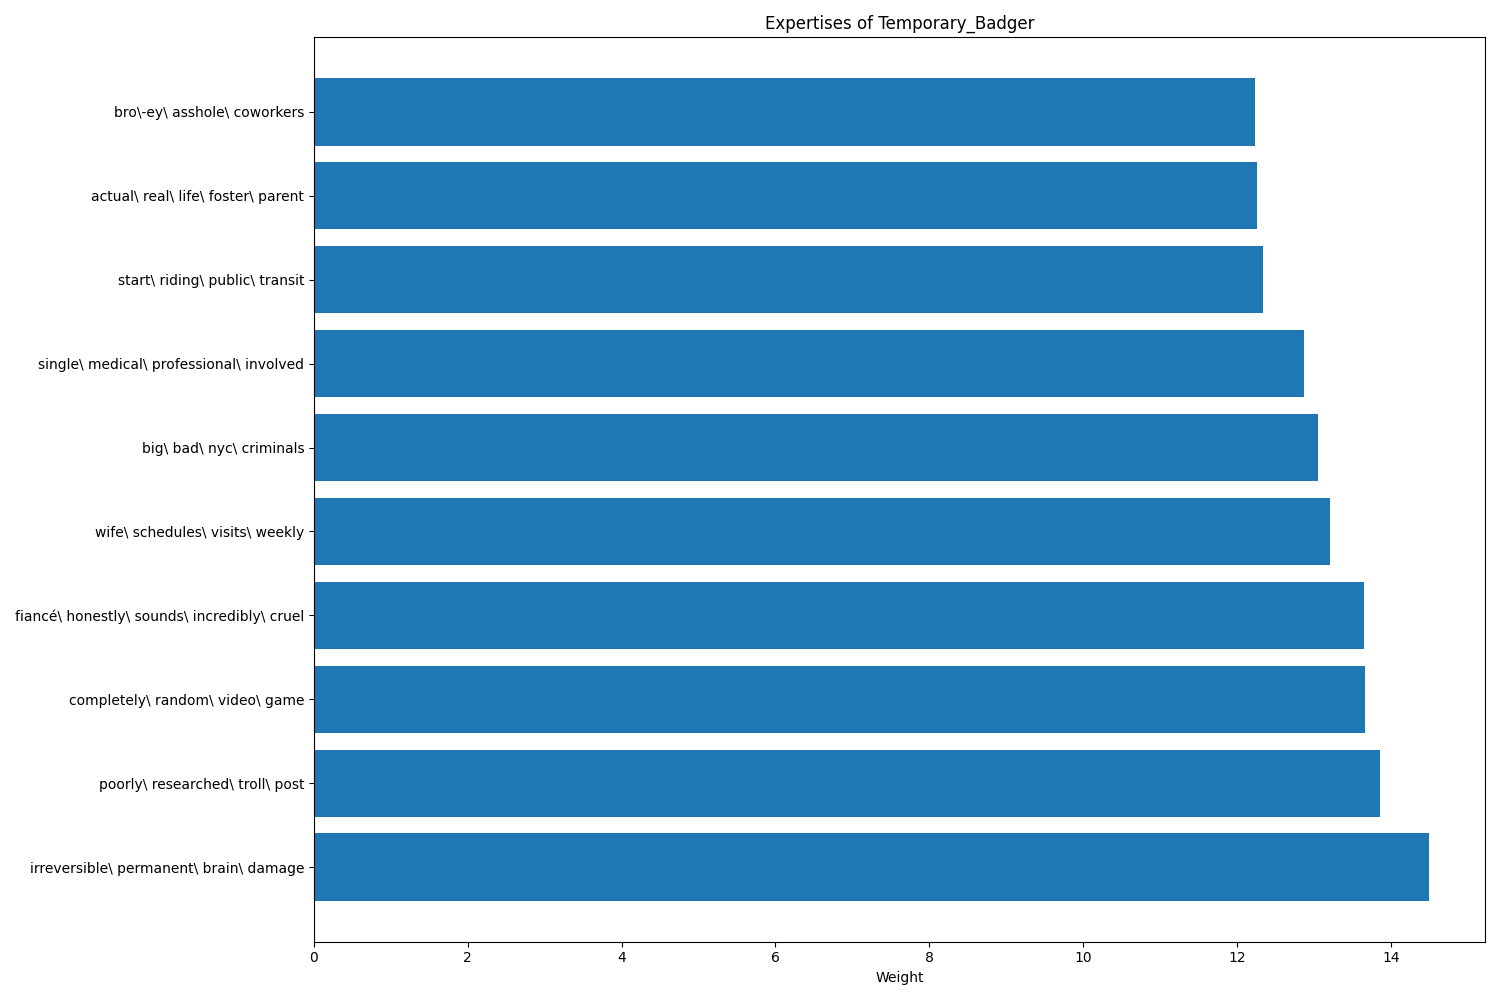 Expertises of Temporary_Badger
bro\-ey\ asshole\ coworkers
actual\ real\ life\ foster\ parent
start\ riding\ public\ transit
single\ medical\ professional\ involved
big\ bad\ nyc\ criminals
wife\ schedules\ visits\ weekly
fiancé\ honestly\ sounds\ incredibly\ cruel
completely\ random\ video\ game
poorly\ researched\ troll\ post
irreversible\ permanent\ brain\ damage
0 2 4 6 8 10 12 14
Weight